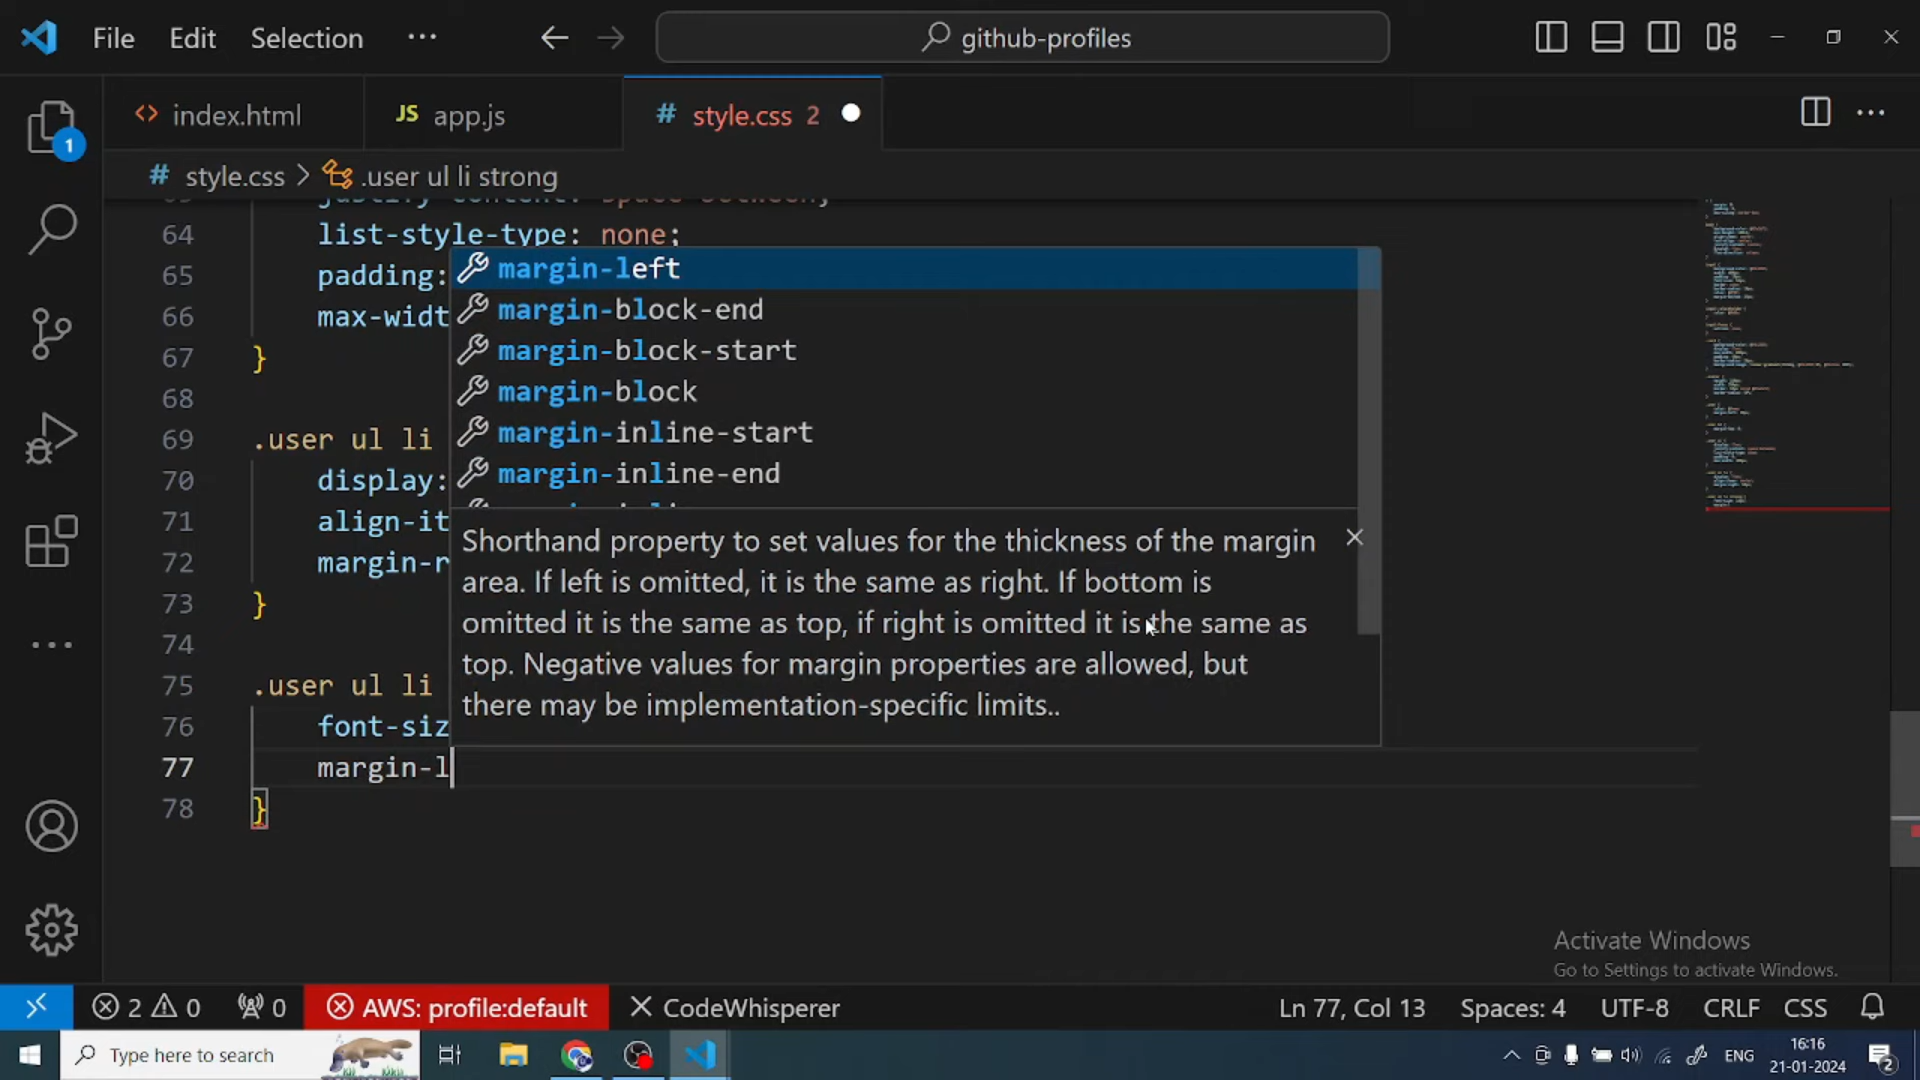 File Edit Selection ··· github-profiles
index.html JS app.js # style.css 2
# style.css > .user ul li strong
64 list-style-type: none;
65 padding:
66 max-widt
67 }
68
69 .user ul li
70 display:
71 align-it
72 margin-r
73 }
74
75 .user ul li
76 font-siz
77 margin-l
78 }
margin-left
margin-block-end
margin-block-start
margin-block
margin-inline-start
margin-inline-end
Shorthand property to set values for the thickness of the margin
area. If left is omitted, it is the same as right. If bottom is
omitted it is the same as top, if right is omitted it is the same as
top. Negative values for margin properties are allowed, but
there may be implementation-specific limits..
1
Activate Windows
Go to Settings to activate Windows.
2 0 0 AWS: profile:default CodeWhisperer Ln 77, Col 13 Spaces: 4 UTF-8 CRLF CSS
Type here to search ENG 16:16
21-01-2024 2